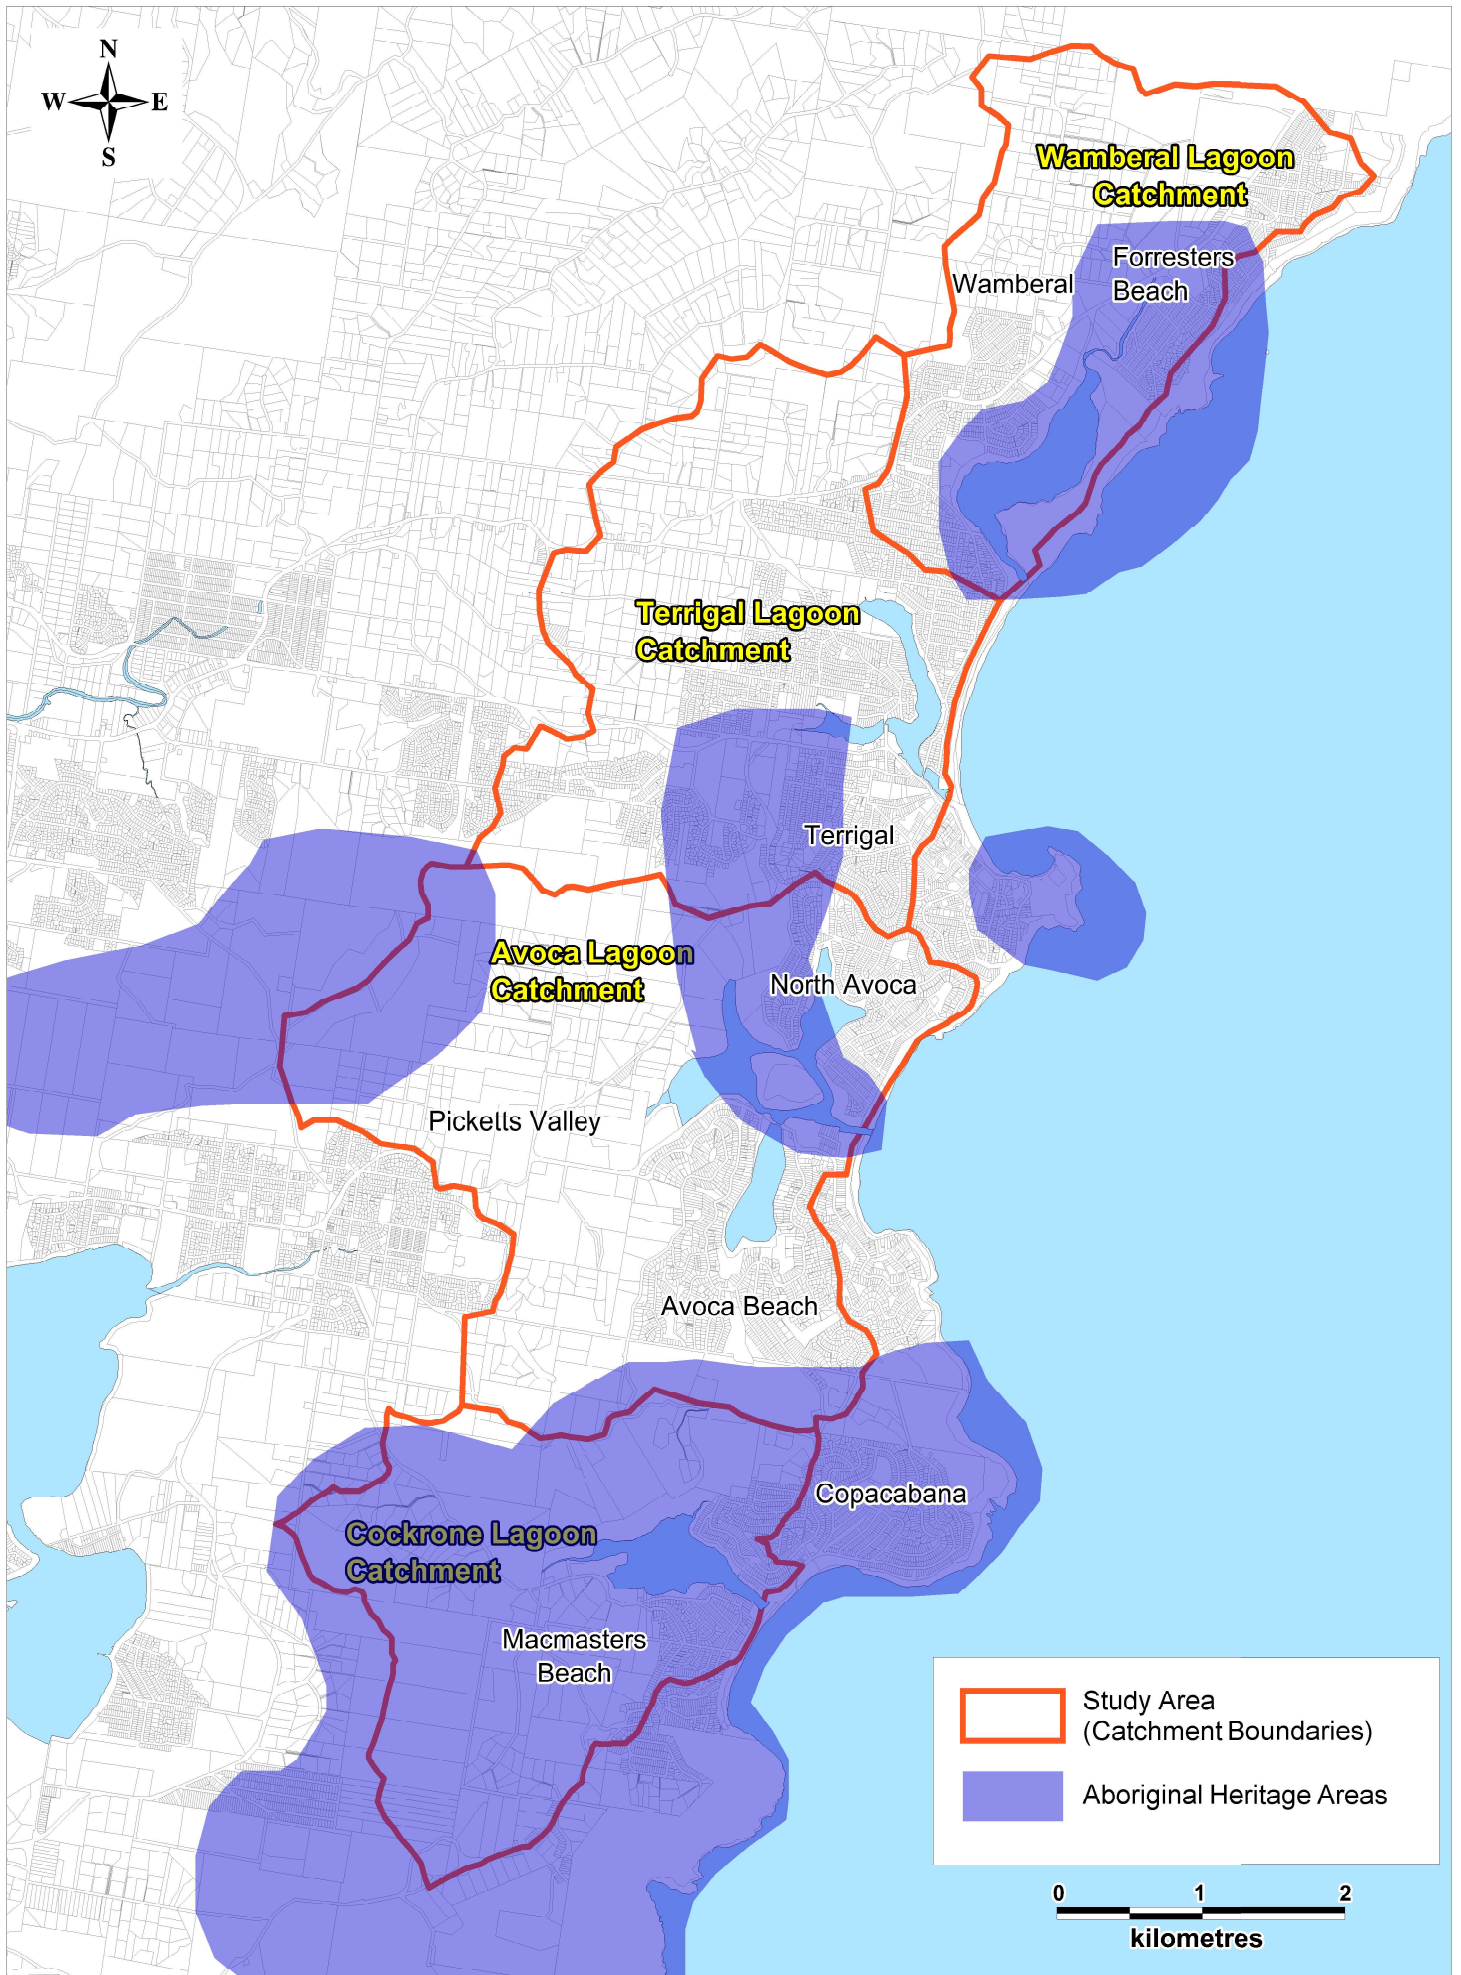 N
W E
S
Wamberal Lagoon
Catchment
Forresters
Beach
Wamberal
Terrigal Lagoon
Catchment
Terrigal
Avoca Lagoon
Catchment
North Avoca
Picketts Valley
Avoca Beach
Copacabana
Cockrone Lagoon
Catchment
Macmasters
Beach
Study Area
(Catchment Boundaries)
Aboriginal Heritage Areas
0 1 2
kilometres